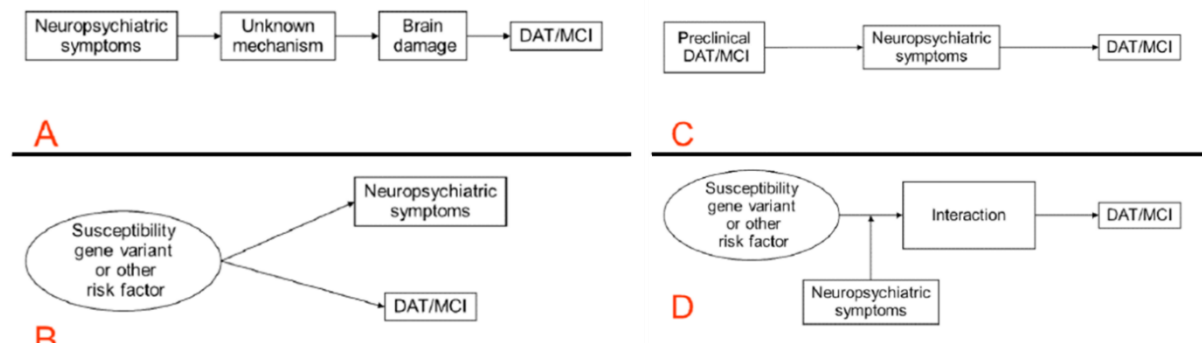 Neuropsychiatric
symptoms
Unknown
mechanism
Brain
damage
DAT/MCI
A
Susceptibility
gene variant
or other
risk factor
Neuropsychiatric
symptoms
DAT/MCI
B
Preclinical
DAT/MCI
Neuropsychiatric
symptoms
DAT/MCI
C
Susceptibility
gene variant
or other
risk factor
Interaction
DAT/MCI
Neuropsychiatric
symptoms
D